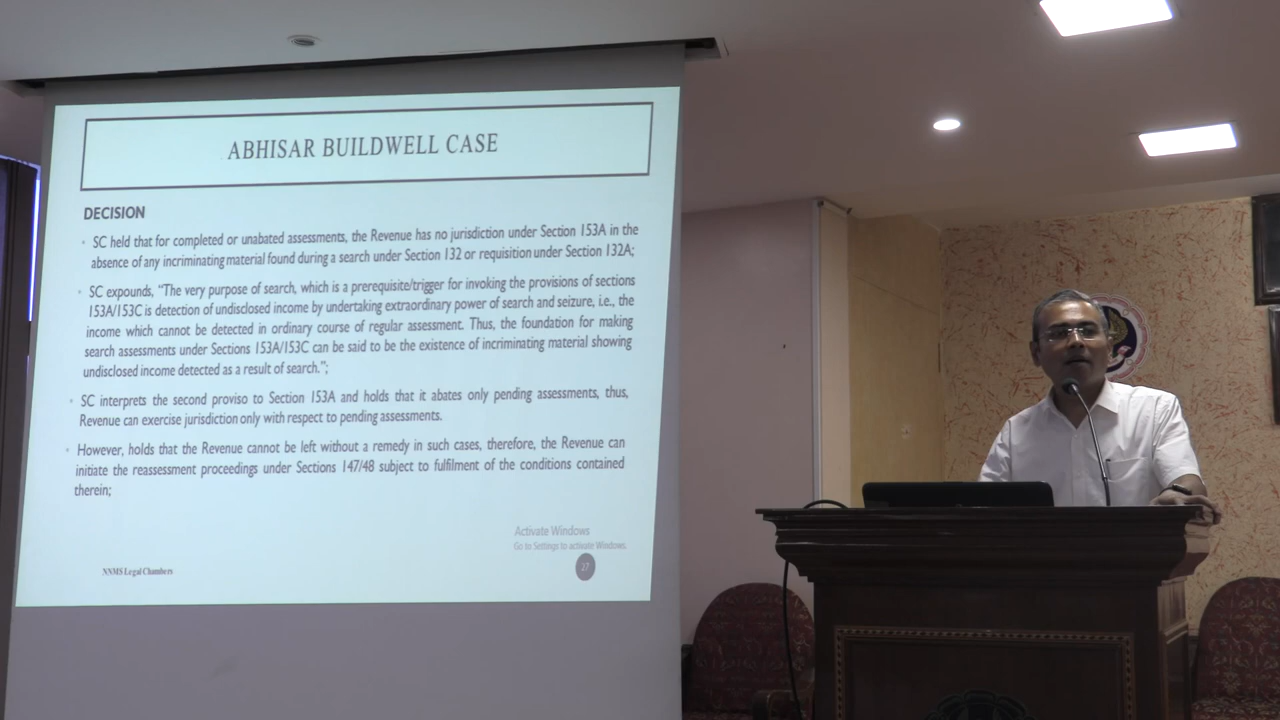 ABHISAR BUILDWELL CASE
DECISION
SC held that for completed or unabated assessments, the Revenue has no jurisdiction under Section 153A in the
absence of any incriminating material found during a search under Section 132 or requisition under Section 132A;
SC expounds, “The very purpose of search, which is a prerequisite/trigger for invoking the provisions of sections
153A/153C is detection of undisclosed income by undertaking extraordinary power of search and seizure, i.e., the
income which cannot be detected in ordinary course of regular assessment. Thus, the foundation for making
search assessments under Sections 153A/153C can be said to be the existence of incriminating material showing
undisclosed income detected as a result of search.”;
SC interprets the second proviso to Section 153A and holds that it abates only pending assessments, thus,
Revenue can exercise jurisdiction only with respect to pending assessments.
However, holds that the Revenue cannot be left without a remedy in such cases, therefore, the Revenue can
initiate the reassessment proceedings under Sections 147/48 subject to fulfilment of the conditions contained
therein;
Activate Windows
Go to Settings to activate Windows.
NNMS Legal Chambers
27